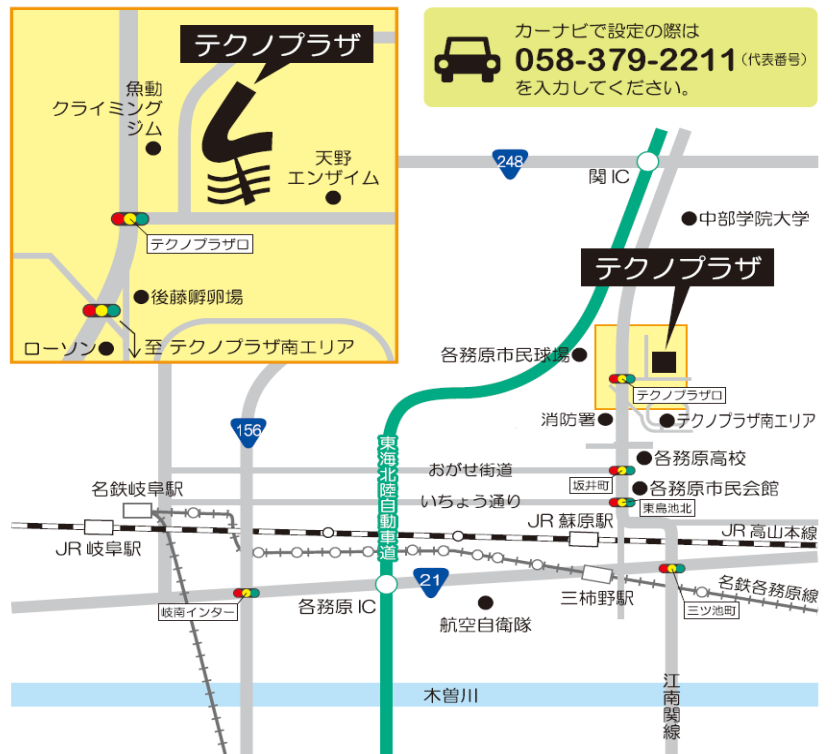 テクノプラザ
魚動
クライミング
ジム
天野
エンザイム
テクノプラザ口
後藤孵卵場
ローソン
至 テクノプラザ南エリア
カーナビで設定の際は
058-379-2211(代表番号)
を入力してください。
248
関IC
中部学院大学
テクノプラザ
各務原市民球場
テクノプラザ口
消防署
テクノプラザ南エリア
156
東海北陸自動車道
おがせ街道
各務原高校
坂井町
名鉄岐阜駅
いちょう通り
各務原市民会館
東島池北
JR 蘇原駅
JR 高山本線
JR 岐阜駅
21
岐南インター
各務原 IC
三柿野駅
名鉄各務原線
三ツ池町
航空自衛隊
木曽川
江南関線